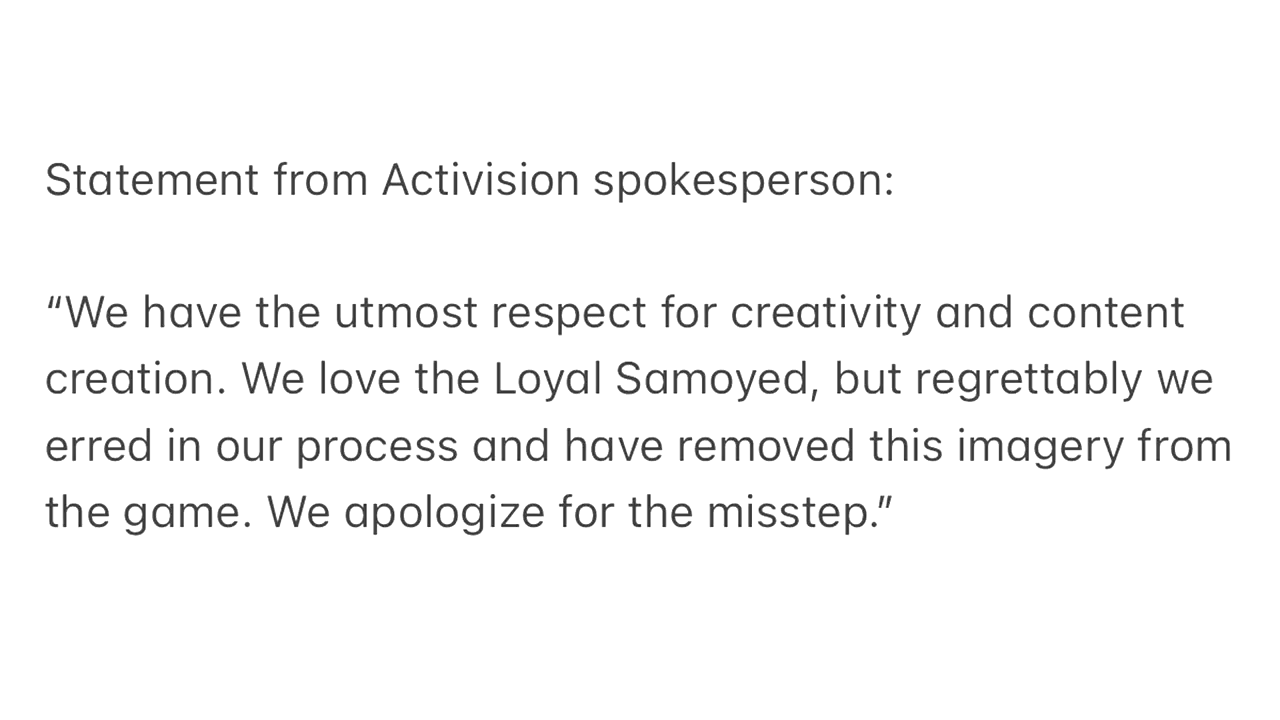 Statement from Activision spokesperson:
“We have the utmost respect for creativity and content
creation. We love the Loyal Samoyed, but regrettably we
erred in our process and have removed this imagery from
the game. We apologize for the misstep.”